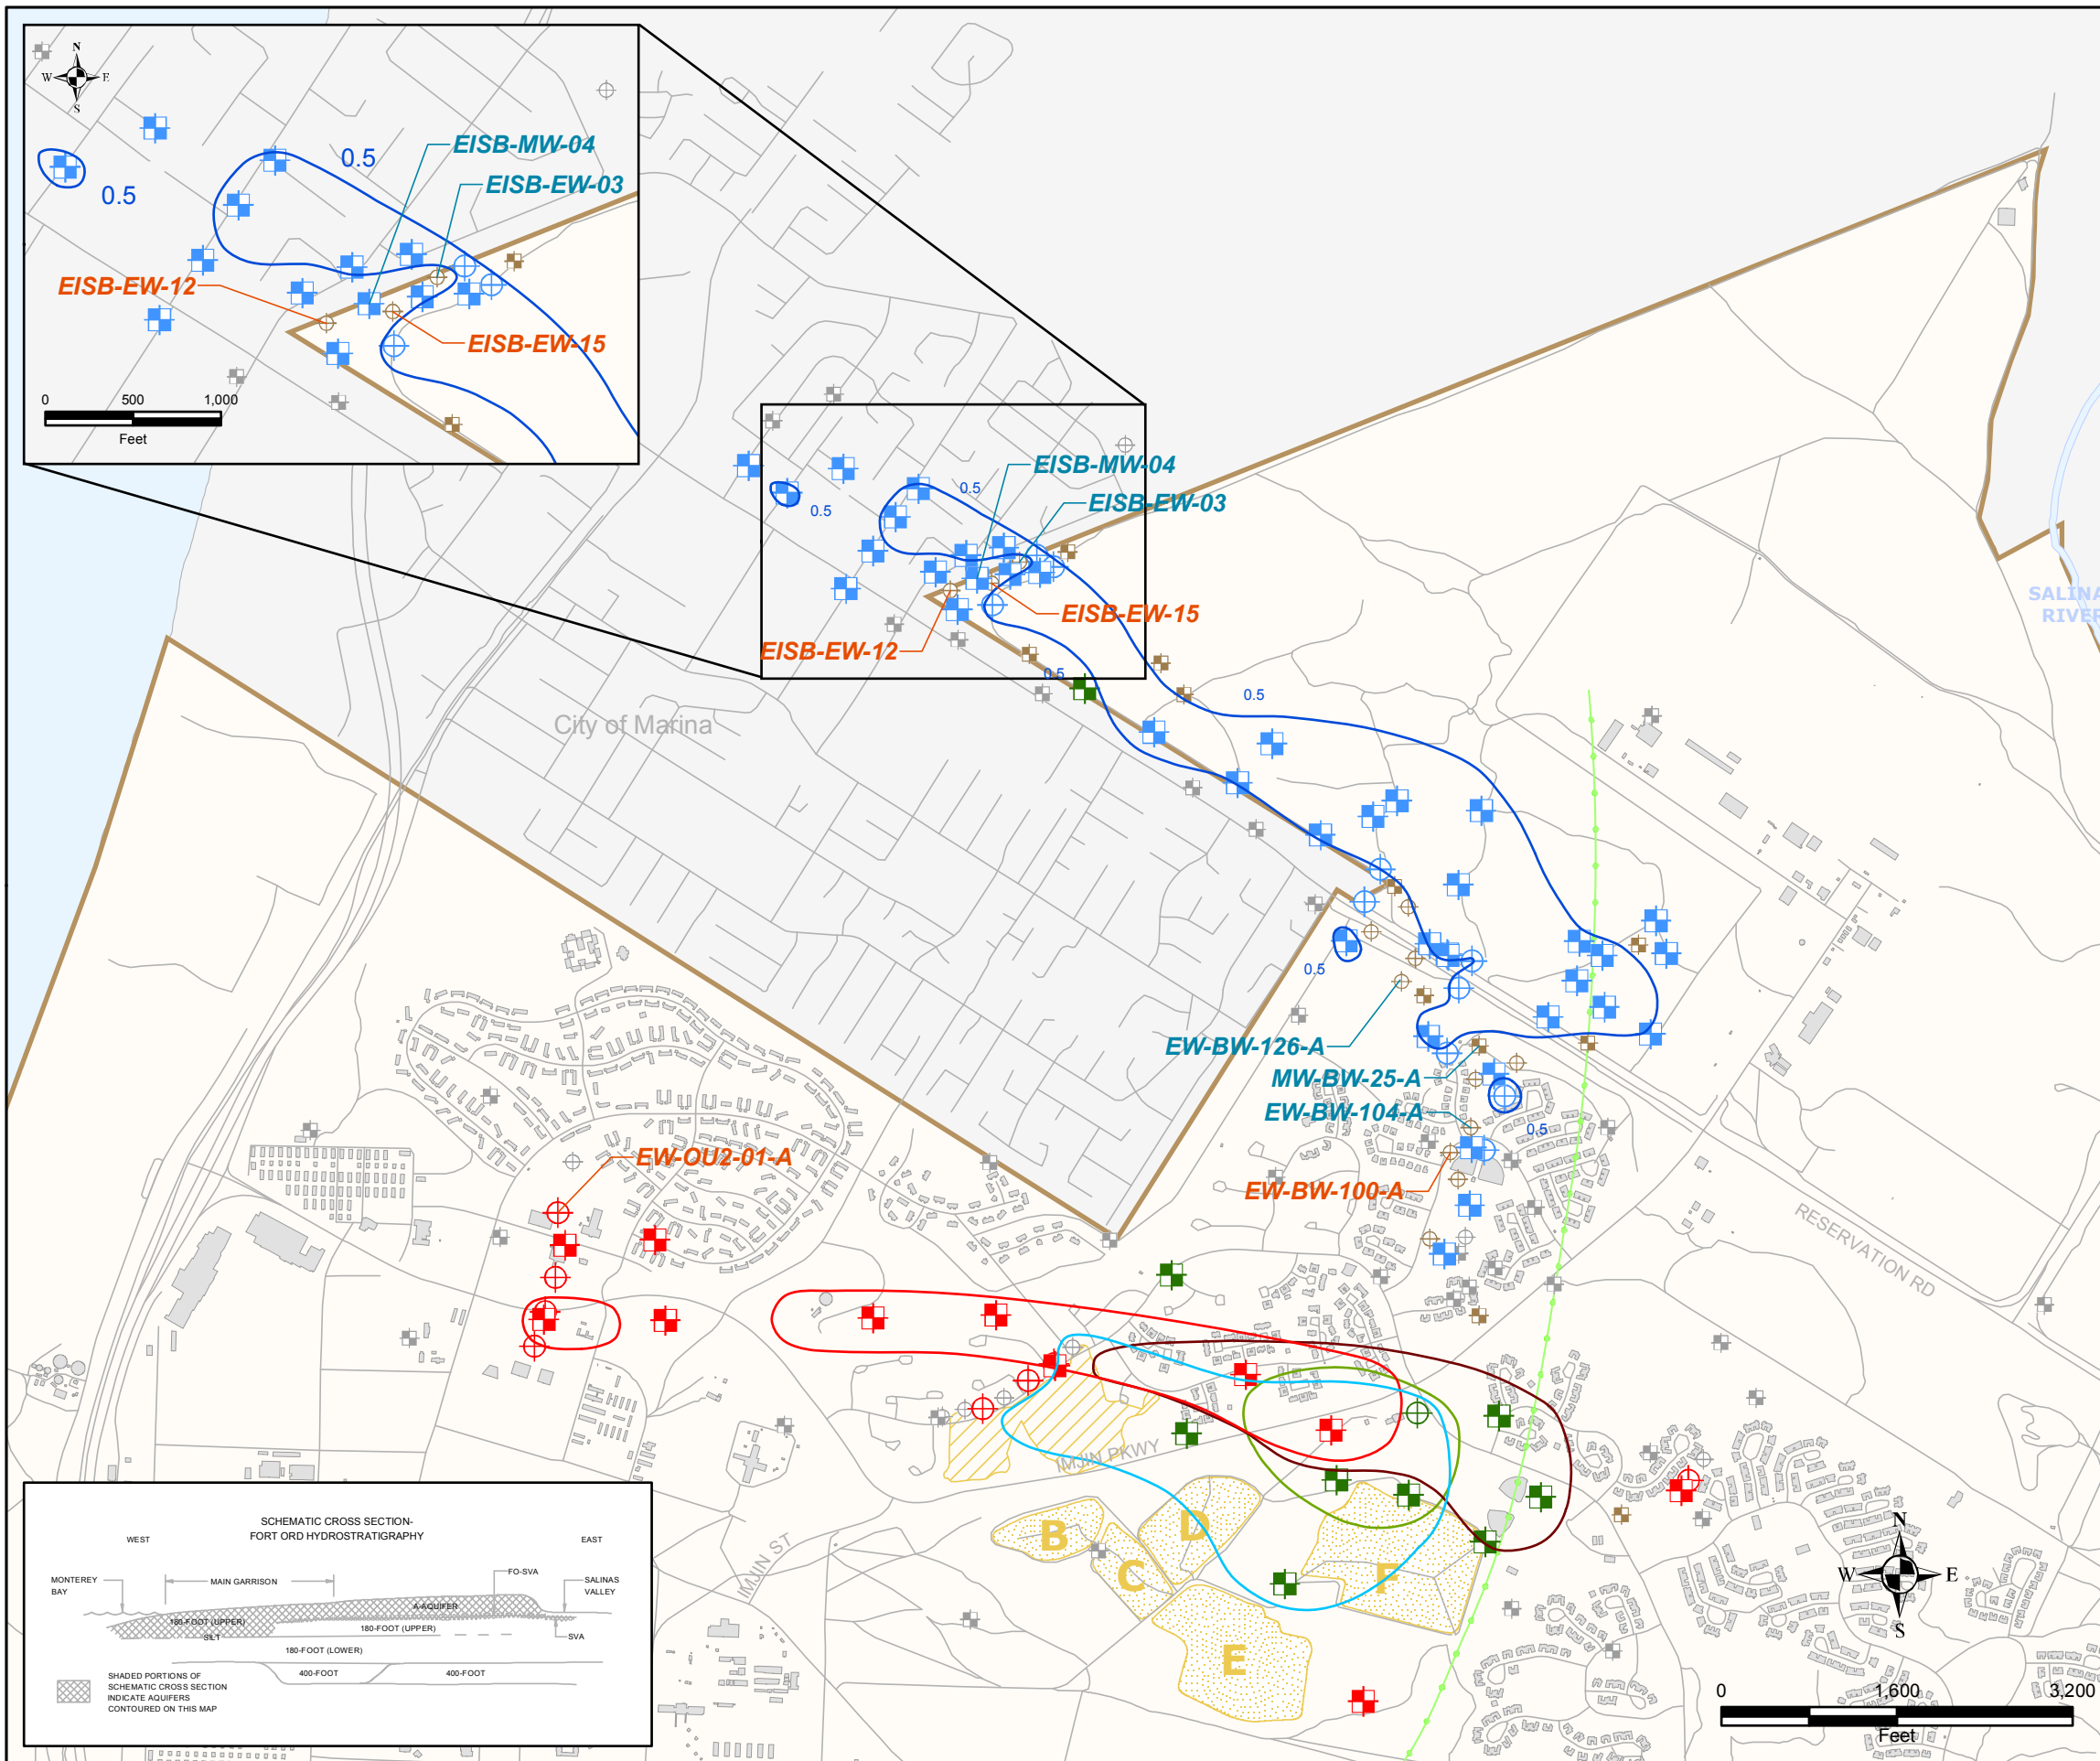 N
W E
S
0.5
0.5
EISB-MW-04
EISB-EW-03
EISB-EW-12
EISB-EW-15
0 500 1,000
Feet
EISB-MW-04
0.5
EISB-EW-03
0.5
EISB-EW-15
EISB-EW-12
0.5
0.5
SALINA
RIVER
City of Marina
0.5
EW-BW-126-A
MW-BW-25-A
EW-BW-104-A
0.5
EW-OU2-01-A
EW-BW-100-A
RESERVATION RD
IMJIN PKWY
IMJIN ST
B
C
D
E
F
SCHEMATIC CROSS SECTION-
FORT ORD HYDROSTRATIGRAPHY
WEST EAST
MONTEREY
BAY
MAIN GARRISON
FO-SVA
SALINAS
VALLEY
A-AQUIFER
180-FOOT (UPPER)
180-FOOT (UPPER)
SILT
SVA
180-FOOT (LOWER)
400-FOOT 400-FOOT
SHADED PORTIONS OF
SCHEMATIC CROSS SECTION
INDICATE AQUIFERS
CONTOURED ON THIS MAP
N
W E
S
0 1,600 3,200
Feet